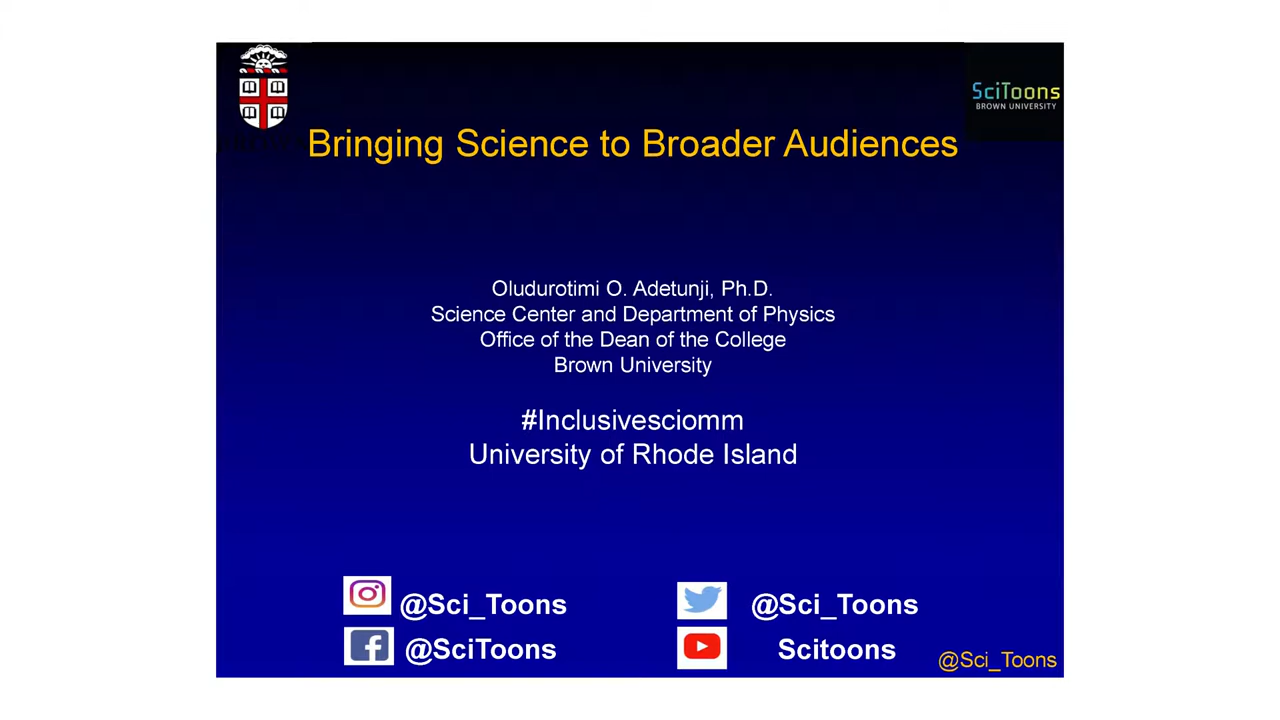 SciToons
BROWN UNIVERSITY
Bringing Science to Broader Audiences
Oludurotimi O. Adetunji, Ph.D.
Science Center and Department of Physics
Office of the Dean of the College
Brown University
#Inclusivesciomm
University of Rhode Island
@Sci_Toons
@Sci_Toons
@SciToons
Scitoons
@Sci_Toons